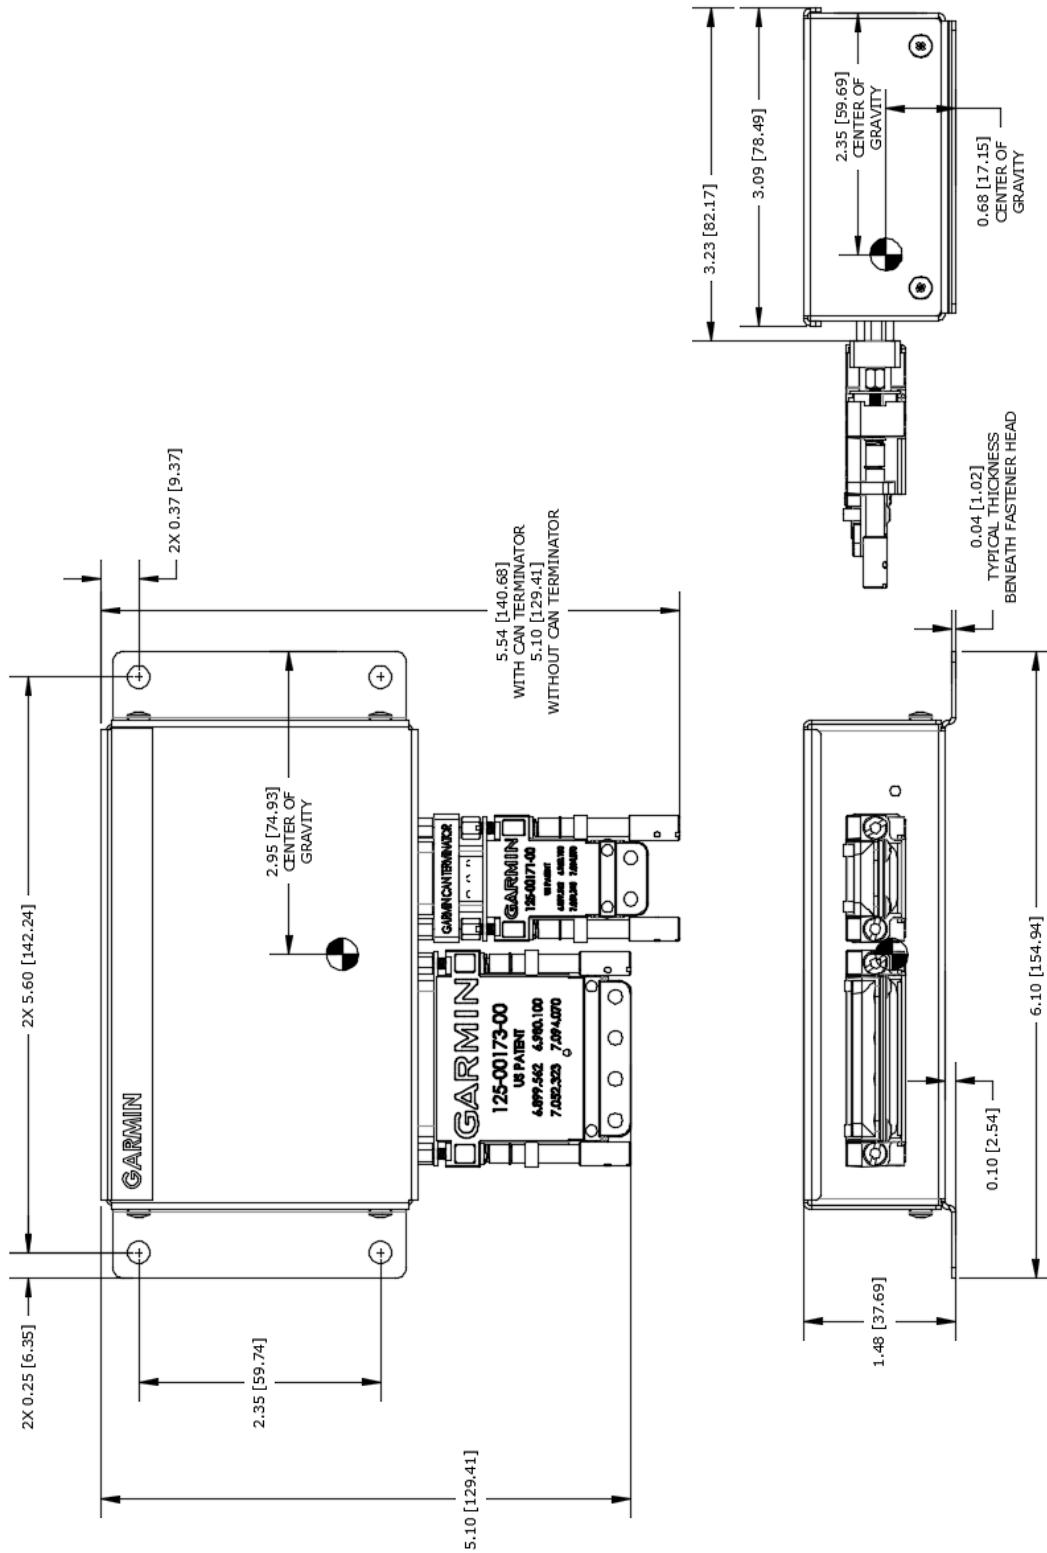 2X 0.25 [6.35]
2X 5.60 [142.24]
2X 0.37 [9.37]
2.35 [59.74]
5.10 [129.41]
GARMIN
2.95 [74.93]
CENTER OF
GRAVITY
5.54 [140.68]
WITH CAN TERMINATOR
5.10 [129.41]
WITHOUT CAN TERMINATOR
GARMIN
125-00173-00
US PATENT
6,899,562 6,980,100
7,052,323 7,094,070
GARMIN CAN TERMINATOR
GARMIN
125-00171-00
US PATENT
1.48 [37.69]
0.10 [2.54]
6.10 [154.94]
0.04 [1.02]
TYPICAL THICKNESS
BENEATH FASTENER HEAD
3.23 [82.17]
3.09 [78.49]
2.35 [59.69]
CENTER OF
GRAVITY
0.68 [17.15]
CENTER OF
GRAVITY